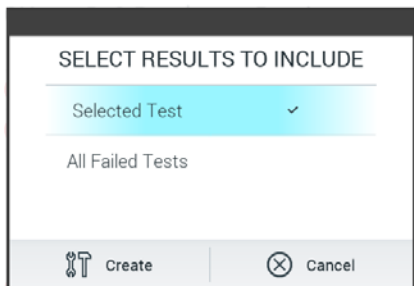 SELECT RESULTS TO INCLUDE
Selected Test
All Failed Tests
Create Cancel